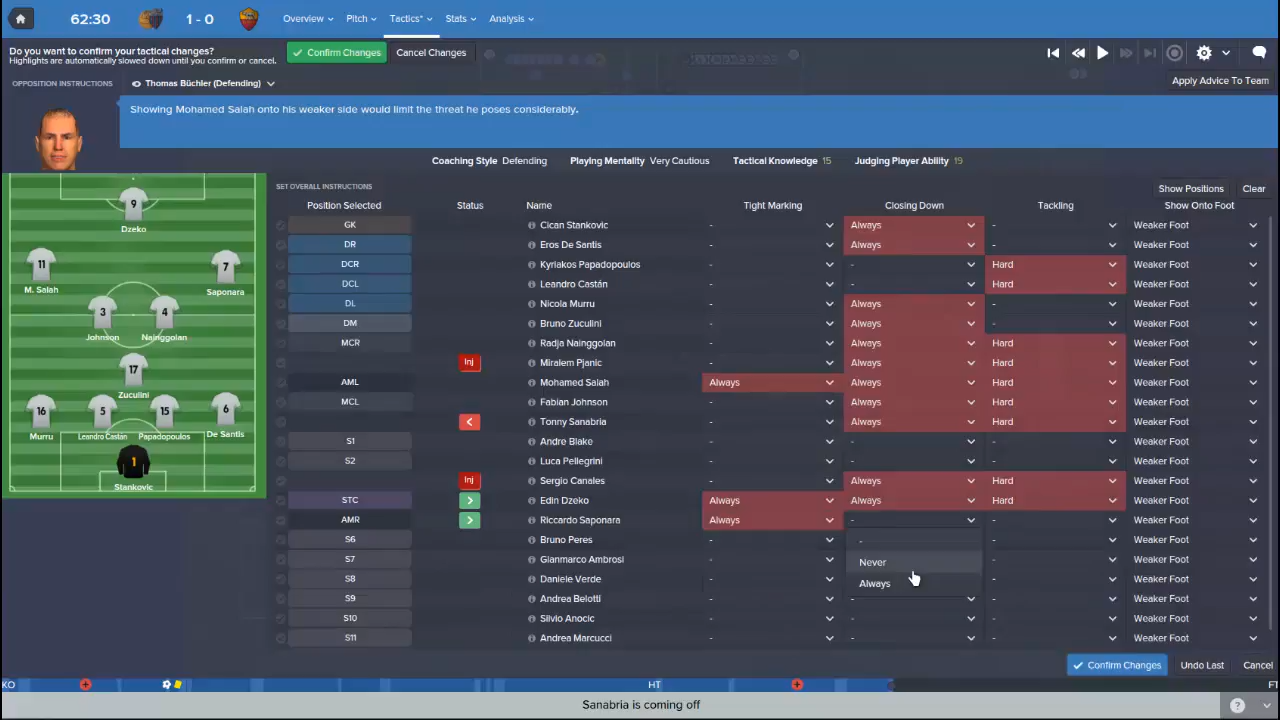 62:30
1 - 0
Overview
Pitch
Tactics*
Stats
Analysis
Do you want to confirm your tactical changes?
Highlights are automatically slowed down until you confirm or cancel.
Confirm Changes
Cancel Changes
OPPOSITION INSTRUCTIONS
Thomas Büchler (Defending)
Apply Advice To Team
Showing Mohamed Salah onto his weaker side would limit the threat he poses considerably.
Coaching Style Defending
Playing Mentality Very Cautious
Tactical Knowledge 15
Judging Player Ability 19
SET OVERALL INSTRUCTIONS
Show Positions
Clear
Position Selected Status Name Tight Marking Closing Down Tackling Show Onto Foot
GK Cican Stankovic - Always - Weaker Foot
DR Eros De Santis - Always - Weaker Foot
DCR Kyriakos Papadopoulos - - Hard Weaker Foot
DCL Leandro Castán - - Hard Weaker Foot
DL Nicola Murru - Always - Weaker Foot
DM Bruno Zuculini - Always - Weaker Foot
MCR Radja Nainggolan - Always Hard Weaker Foot
Inj Miralem Pjanic - Always Hard Weaker Foot
AML Mohamed Salah Always Always Hard Weaker Foot
MCL Fabian Johnson - Always Hard Weaker Foot
< Tonny Sanabria - Always Hard Weaker Foot
S1 Andre Blake - - - Weaker Foot
S2 Luca Pellegrini - - - Weaker Foot
Inj Sergio Canales - Always Hard Weaker Foot
STC > Edin Dzeko Always Always Hard Weaker Foot
AMR > Riccardo Saponara Always - - Weaker Foot
S6 Bruno Peres - - - Weaker Foot
S7 Gianmarco Ambrosi - Never - Weaker Foot
S8 Daniele Verde - Always - Weaker Foot
S9 Andrea Belotti - - - Weaker Foot
S10 Silvio Anocic - - - Weaker Foot
S11 Andrea Marcucci - - - Weaker Foot
9
Dzeko
11
M. Salah
7
Saponara
3
Johnson
4
Nainggolan
17
Zuculini
16
Murru
5
Leandro Castán
15
Papadopoulos
6
De Santis
1
Stankovic
Confirm Changes
Undo Last
Cancel
KO
HT
FT
Sanabria is coming off
?